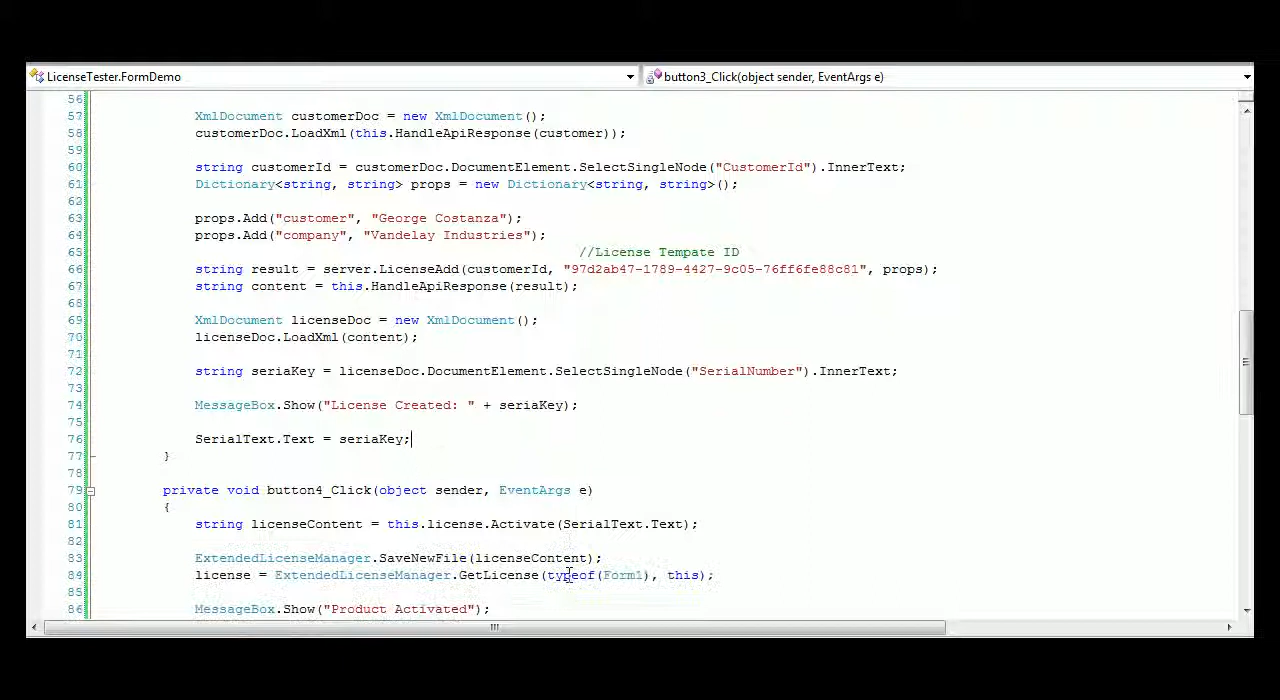 LicenseTester.FormDemo
button3_Click(object sender, EventArgs e)
56
57 XmlDocument customerDoc = new XmlDocument();
58 customerDoc.LoadXml(this.HandleApiResponse(customer));
59
60 string customerId = customerDoc.DocumentElement.SelectSingleNode("CustomerId").InnerText;
61 Dictionary<string, string> props = new Dictionary<string, string>();
62
63 props.Add("customer", "George Costanza");
64 props.Add("company", "Vandelay Industries");
65 //License Tempate ID
66 string result = server.LicenseAdd(customerId, "97d2ab47-1789-4427-9c05-76ff6fe88c81", props);
67 string content = this.HandleApiResponse(result);
68
69 XmlDocument licenseDoc = new XmlDocument();
70 licenseDoc.LoadXml(content);
71
72 string seriaKey = licenseDoc.DocumentElement.SelectSingleNode("SerialNumber").InnerText;
73
74 MessageBox.Show("License Created: " + seriaKey);
75
76 SerialText.Text = seriaKey;
77 }
78
79 private void button4_Click(object sender, EventArgs e)
80 {
81 string licenseContent = this.license.Activate(SerialText.Text);
82
83 ExtendedLicenseManager.SaveNewFile(licenseContent);
84 license = ExtendedLicenseManager.GetLicense(typeof(Form1), this);
85
86 MessageBox.Show("Product Activated");